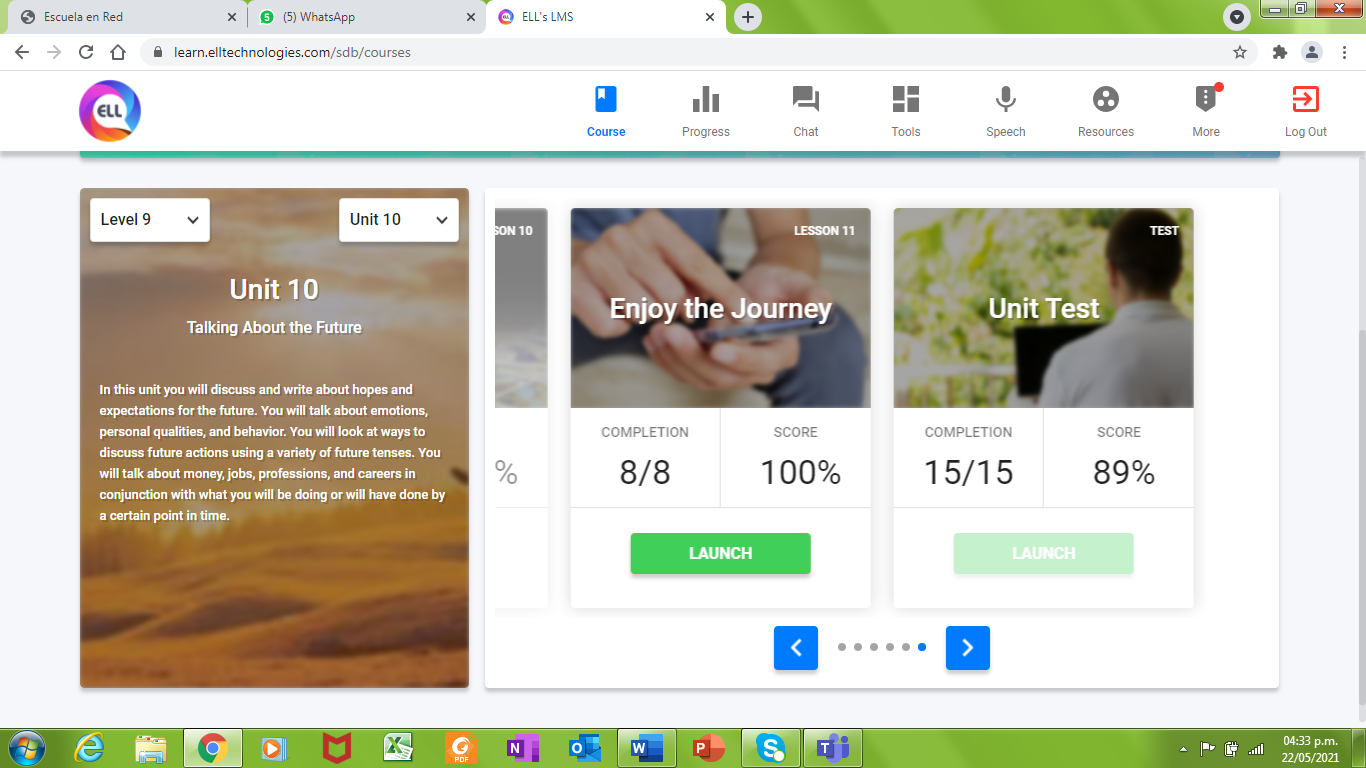 Escuela en Red
(5) WhatsApp
ELL's LMS
learn.elltechnologies.com/sdb/courses
ELL
Course
Progress
Chat
Tools
Speech
Resources
More
Log Out
Level 9
Unit 10
Unit 10
Talking About the Future
In this unit you will discuss and write about hopes and
expectations for the future. You will talk about emotions,
personal qualities, and behavior. You will look at ways to
discuss future actions using a variety of future tenses. You
will talk about money, jobs, professions, and careers in
conjunction with what you will be doing or will have done by
a certain point in time.
SON 10
%
LESSON 11
Enjoy the Journey
COMPLETION
SCORE
8/8
100%
LAUNCH
TEST
Unit Test
COMPLETION
SCORE
15/15
89%
LAUNCH
04:33 p.m.
22/05/2021